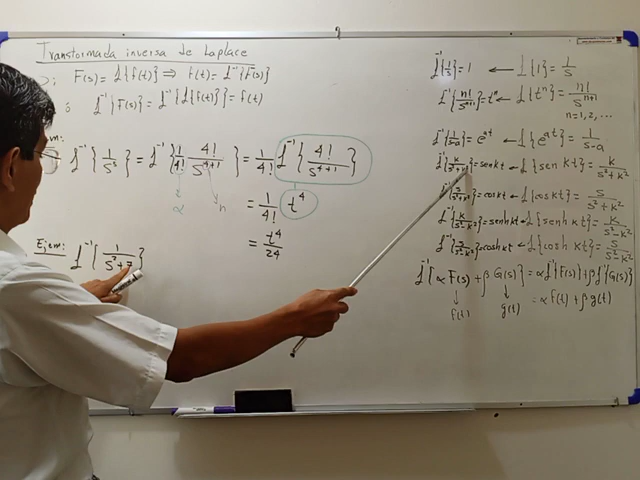 Transformada inversa de Laplace
: F(s) = ℒ{f(t)} ⇒ f(t) = ℒ⁻¹{F(s)}
ℒ⁻¹{F(s)} = ℒ⁻¹{ℒ{f(t)}} = f(t)
ℒ⁻¹{1/s⁵} = ℒ⁻¹{1/4! 4!/s⁴⁺¹} = 1/4! ℒ⁻¹{4!/s⁴⁺¹}
α n
= 1/4! · t⁴
= t⁴/24
Ejem: ℒ⁻¹{1/s²+7}
ℒ⁻¹{1/s} = 1 ← ℒ{1} = 1/s
ℒ⁻¹{n!/sⁿ⁺¹} = tⁿ ← ℒ{tⁿ} = n!/sⁿ⁺¹
n=1,2,...
ℒ⁻¹{1/s-a} = eᵃᵗ ← ℒ{eᵃᵗ} = 1/s-a
ℒ⁻¹{k/s²+k²} = sen kt ← ℒ{sen kt} = k/s²+k²
ℒ⁻¹{s/s²+k²} = cos kt ← ℒ{cos kt} = s/s²+k²
ℒ⁻¹{k/s²-k²} = senh kt ← ℒ{senh kt} = k/s²-k²
ℒ⁻¹{s/s²-k²} = cosh kt ← ℒ{cosh kt} = s/s²-k²
ℒ⁻¹{α F(s) + β G(s)} = α ℒ⁻¹{F(s)} + β ℒ⁻¹{G(s)}
f(t) g(t) = α f(t) + β g(t)